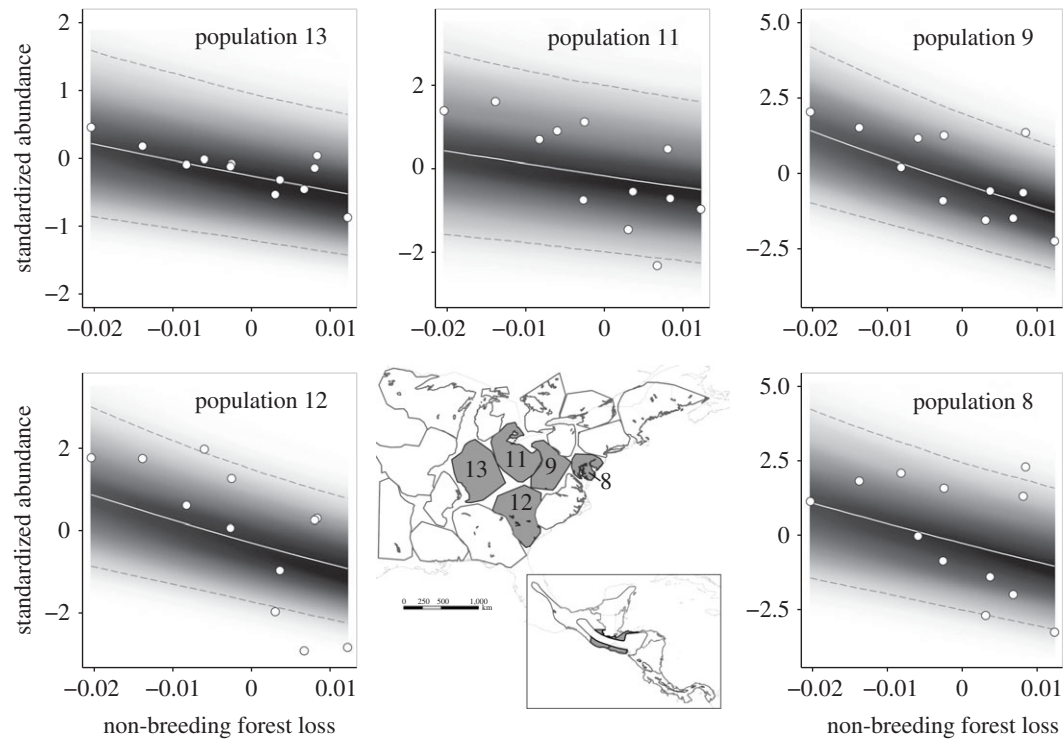 population 13
standardized abundance
2
1
0
−1
−2
−0.02 −0.01 0 0.01
population 11
2
0
−2
−0.02 −0.01 0 0.01
population 9
5.0
2.5
0
−2.5
−0.02 −0.01 0 0.01
population 12
standardized abundance
2
0
−2
−0.02 −0.01 0 0.01
non-breeding forest loss
13
11
9
8
12
0 250 500 1,000
km
population 8
5.0
2.5
0
−2.5
−0.02 −0.01 0 0.01
non-breeding forest loss